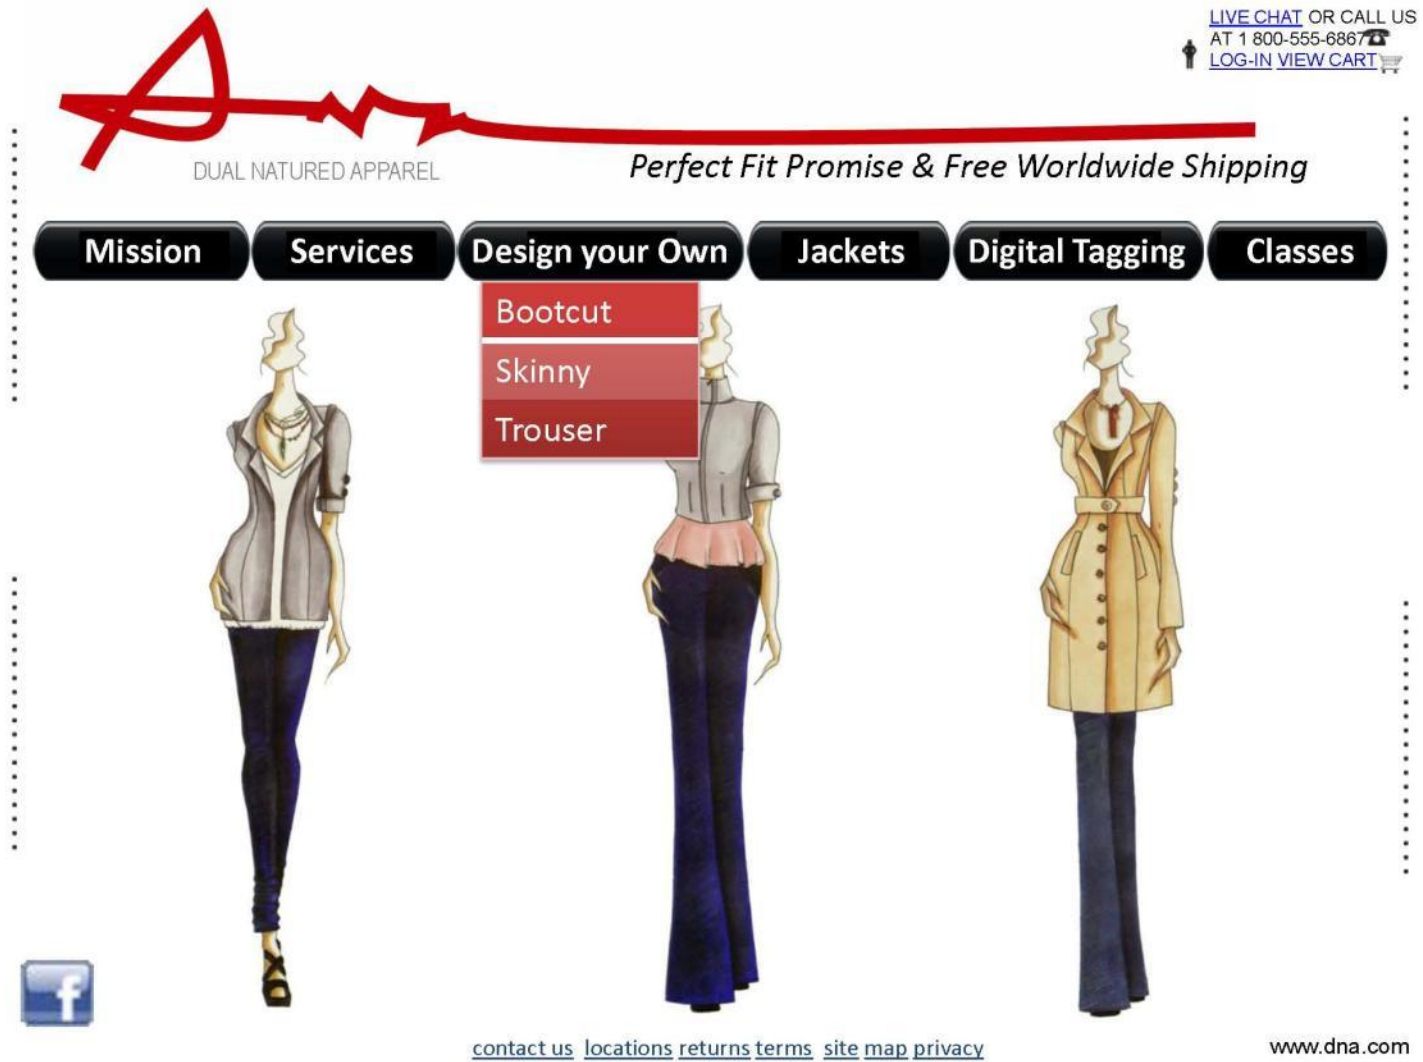 LIVE CHAT OR CALL US
AT 1 800-555-6867
LOG-IN VIEW CART
DUAL NATURED APPAREL
Perfect Fit Promise & Free Worldwide Shipping
Mission Services Design your Own Jackets Digital Tagging Classes
Bootcut
Skinny
Trouser
f
contact us locations returns terms site map privacy
www.dna.com